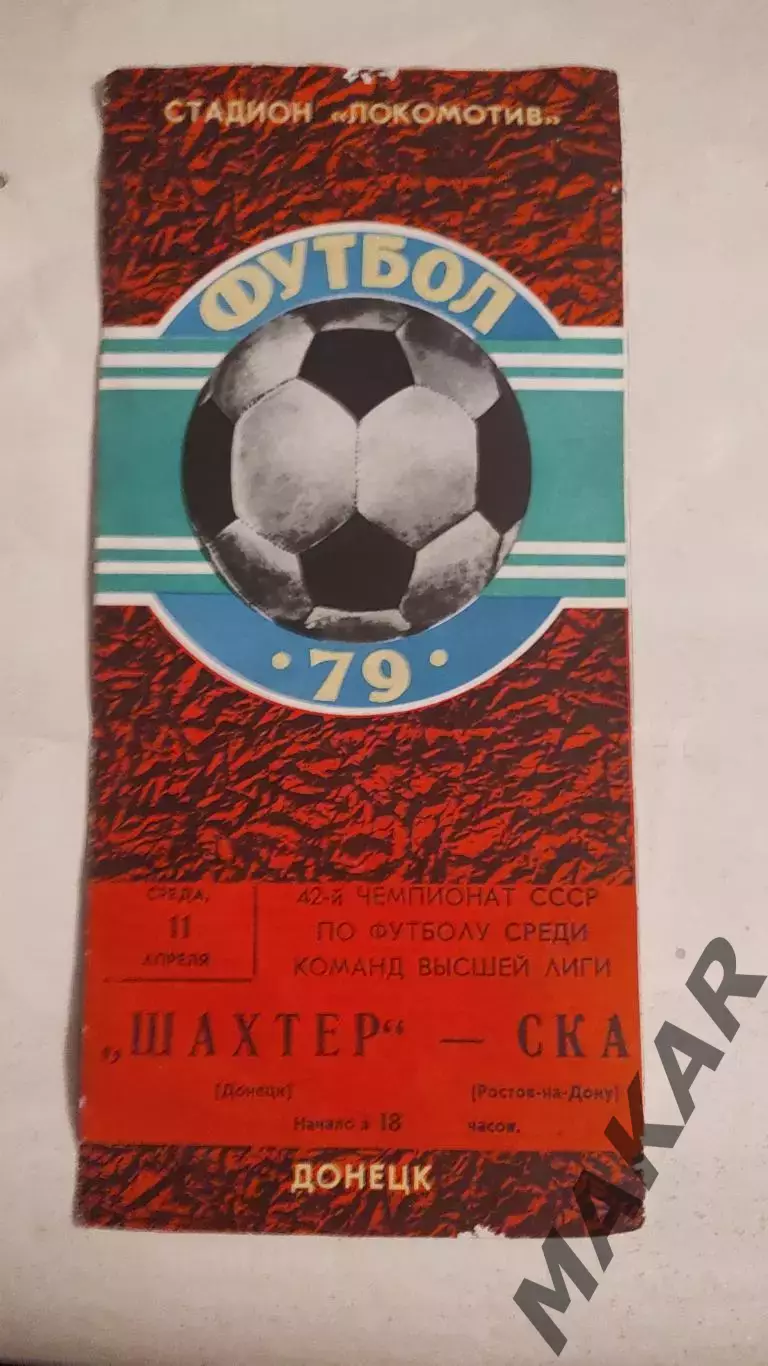 СТАДИОН «ЛОКОМОТИВ»
ФУТБОЛ
·79·
СРЕДА,
11
АПРЕЛЯ
42-й ЧЕМПИОНАТ СССР
ПО ФУТБОЛУ СРЕДИ
КОМАНД ВЫСШЕЙ ЛИГИ
„ШАХТЕР“ — СКА
[Донецк] [Ростов-на-Дону]
Начало в 18 часов.
ДОНЕЦК
MAKAR